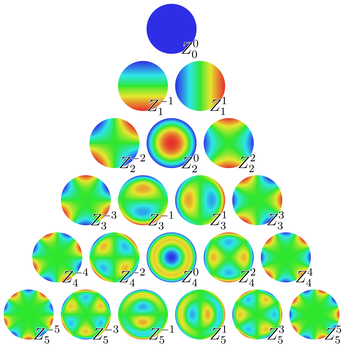 Z_0^0
Z_1^{-1} Z_1^1
Z_2^{-2} Z_2^0 Z_2^2
Z_3^{-3} Z_3^{-1} Z_3^1 Z_3^3
Z_4^{-4} Z_4^{-2} Z_4^0 Z_4^2 Z_4^4
Z_5^{-5} Z_5^{-3} Z_5^{-1} Z_5^1 Z_5^3 Z_5^5